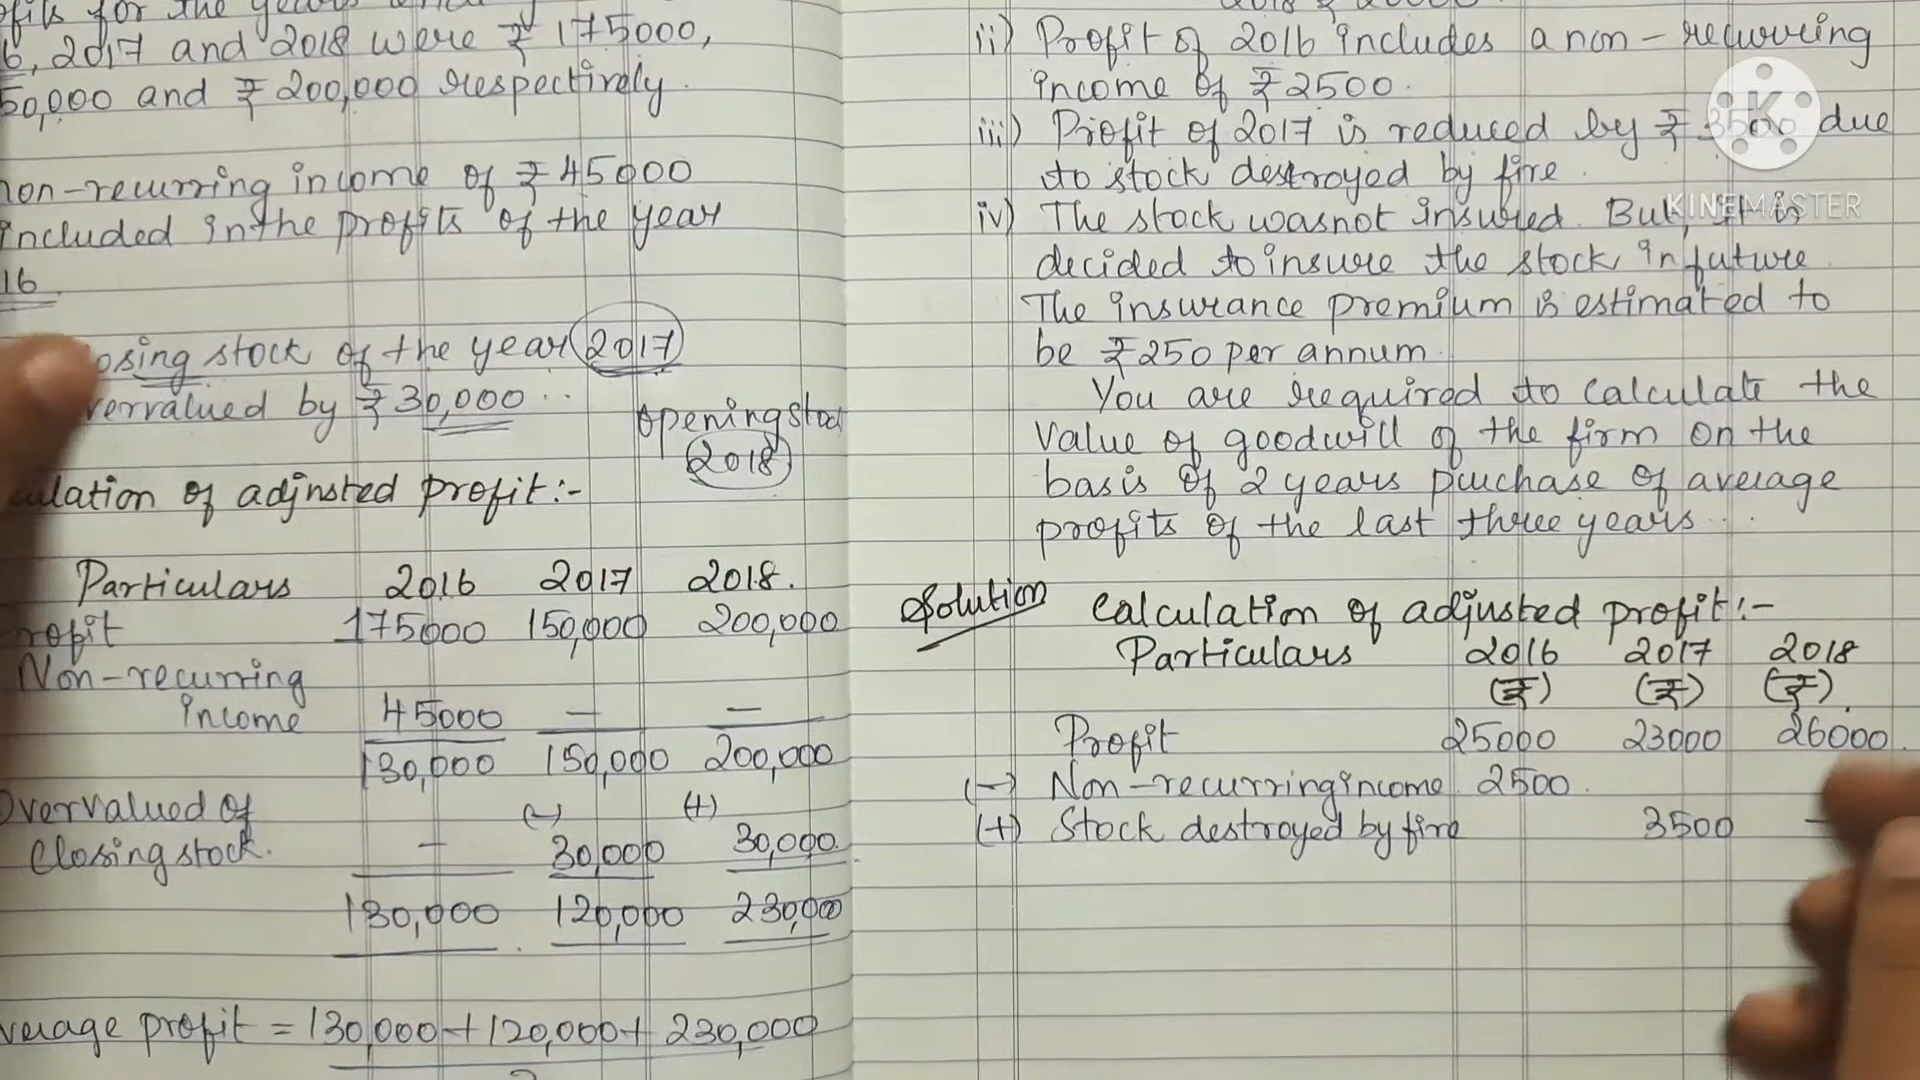 for the years
6, 2017 and 2018 were ₹ 175000,
50,000 and ₹ 200,000 respectively.
non-recurring income of ₹ 45000
included in the profits of the year
16.
osing stock of the year 2017
vervalued by ₹ 30,000..
opening stoc
2018
culation of adjusted profit:-
Particulars 2016 2017 2018.
rofit 175000 150,000 200,000
Non-recurring
income 45000 — —
130,000 150,000 200,000
Overvalued of (-) (+)
Closing stock. — 30,000 30,000.
130,000 120,000 230,000
verage profit = 130,000 + 120,000 + 230,000
ii) Profit of 2016 includes a non-recurring
income of ₹ 2500.
iii) Profit of 2017 is reduced by ₹ 3500 due
to stock destroyed by fire.
iv) The stock was not insured. But, it is
decided to insure the stock in future.
The insurance premium is estimated to
be ₹ 250 per annum.
You are required to calculate the
value of goodwill of the firm on the
basis of 2 years purchase of average
profits of the last three years...
Solution Calculation of adjusted profit:-
Particulars 2016 2017 2018
(₹) (₹) (₹).
Profit 25000 23000 26000.
(-) Non-recurring income 2500.
(+) Stock destroyed by fire 3500 —
K
KINEMASTER